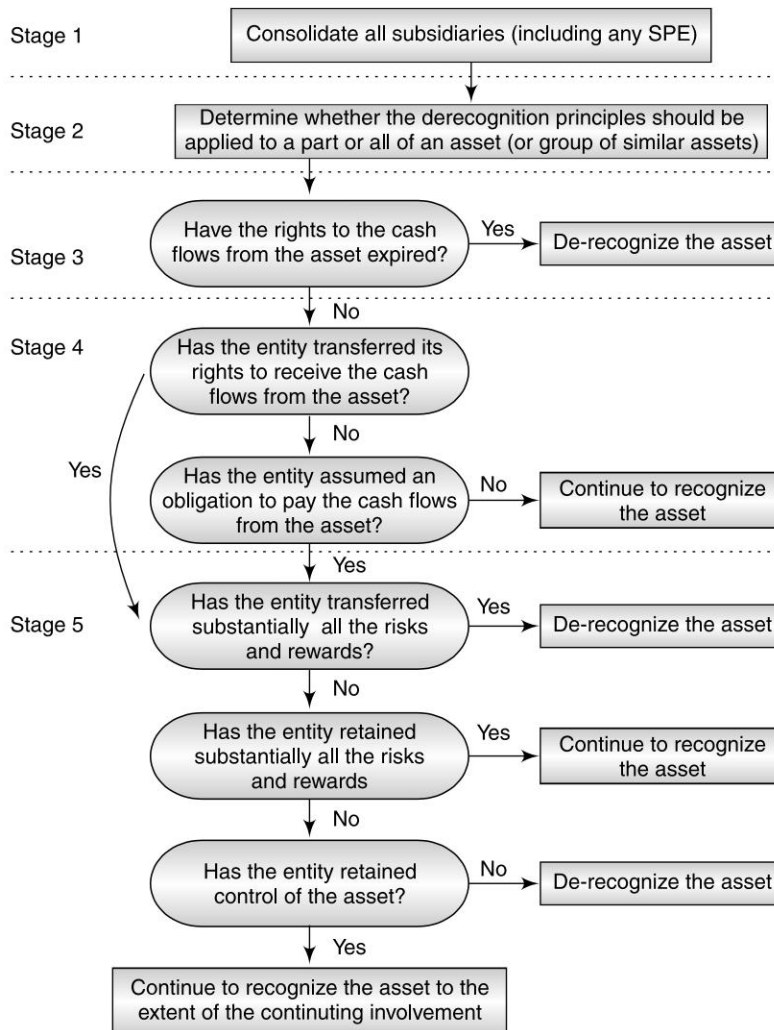 Stage 1
Consolidate all subsidiaries (including any SPE)
Stage 2
Determine whether the derecognition principles should be
applied to a part or all of an asset (or group of similar assets)
Stage 3
Have the rights to the cash
flows from the asset expired?
Yes
De-recognize the asset
No
Stage 4
Has the entity transferred its
rights to receive the cash
flows from the asset?
Yes
No
Has the entity assumed an
obligation to pay the cash flows
from the asset?
No
Continue to recognize
the asset
Yes
Stage 5
Has the entity transferred
substantially all the risks
and rewards?
Yes
De-recognize the asset
No
Has the entity retained
substantially all the risks
and rewards
Yes
Continue to recognize
the asset
No
Has the entity retained
control of the asset?
No
De-recognize the asset
Yes
Continue to recognize the asset to the
extent of the continuting involvement